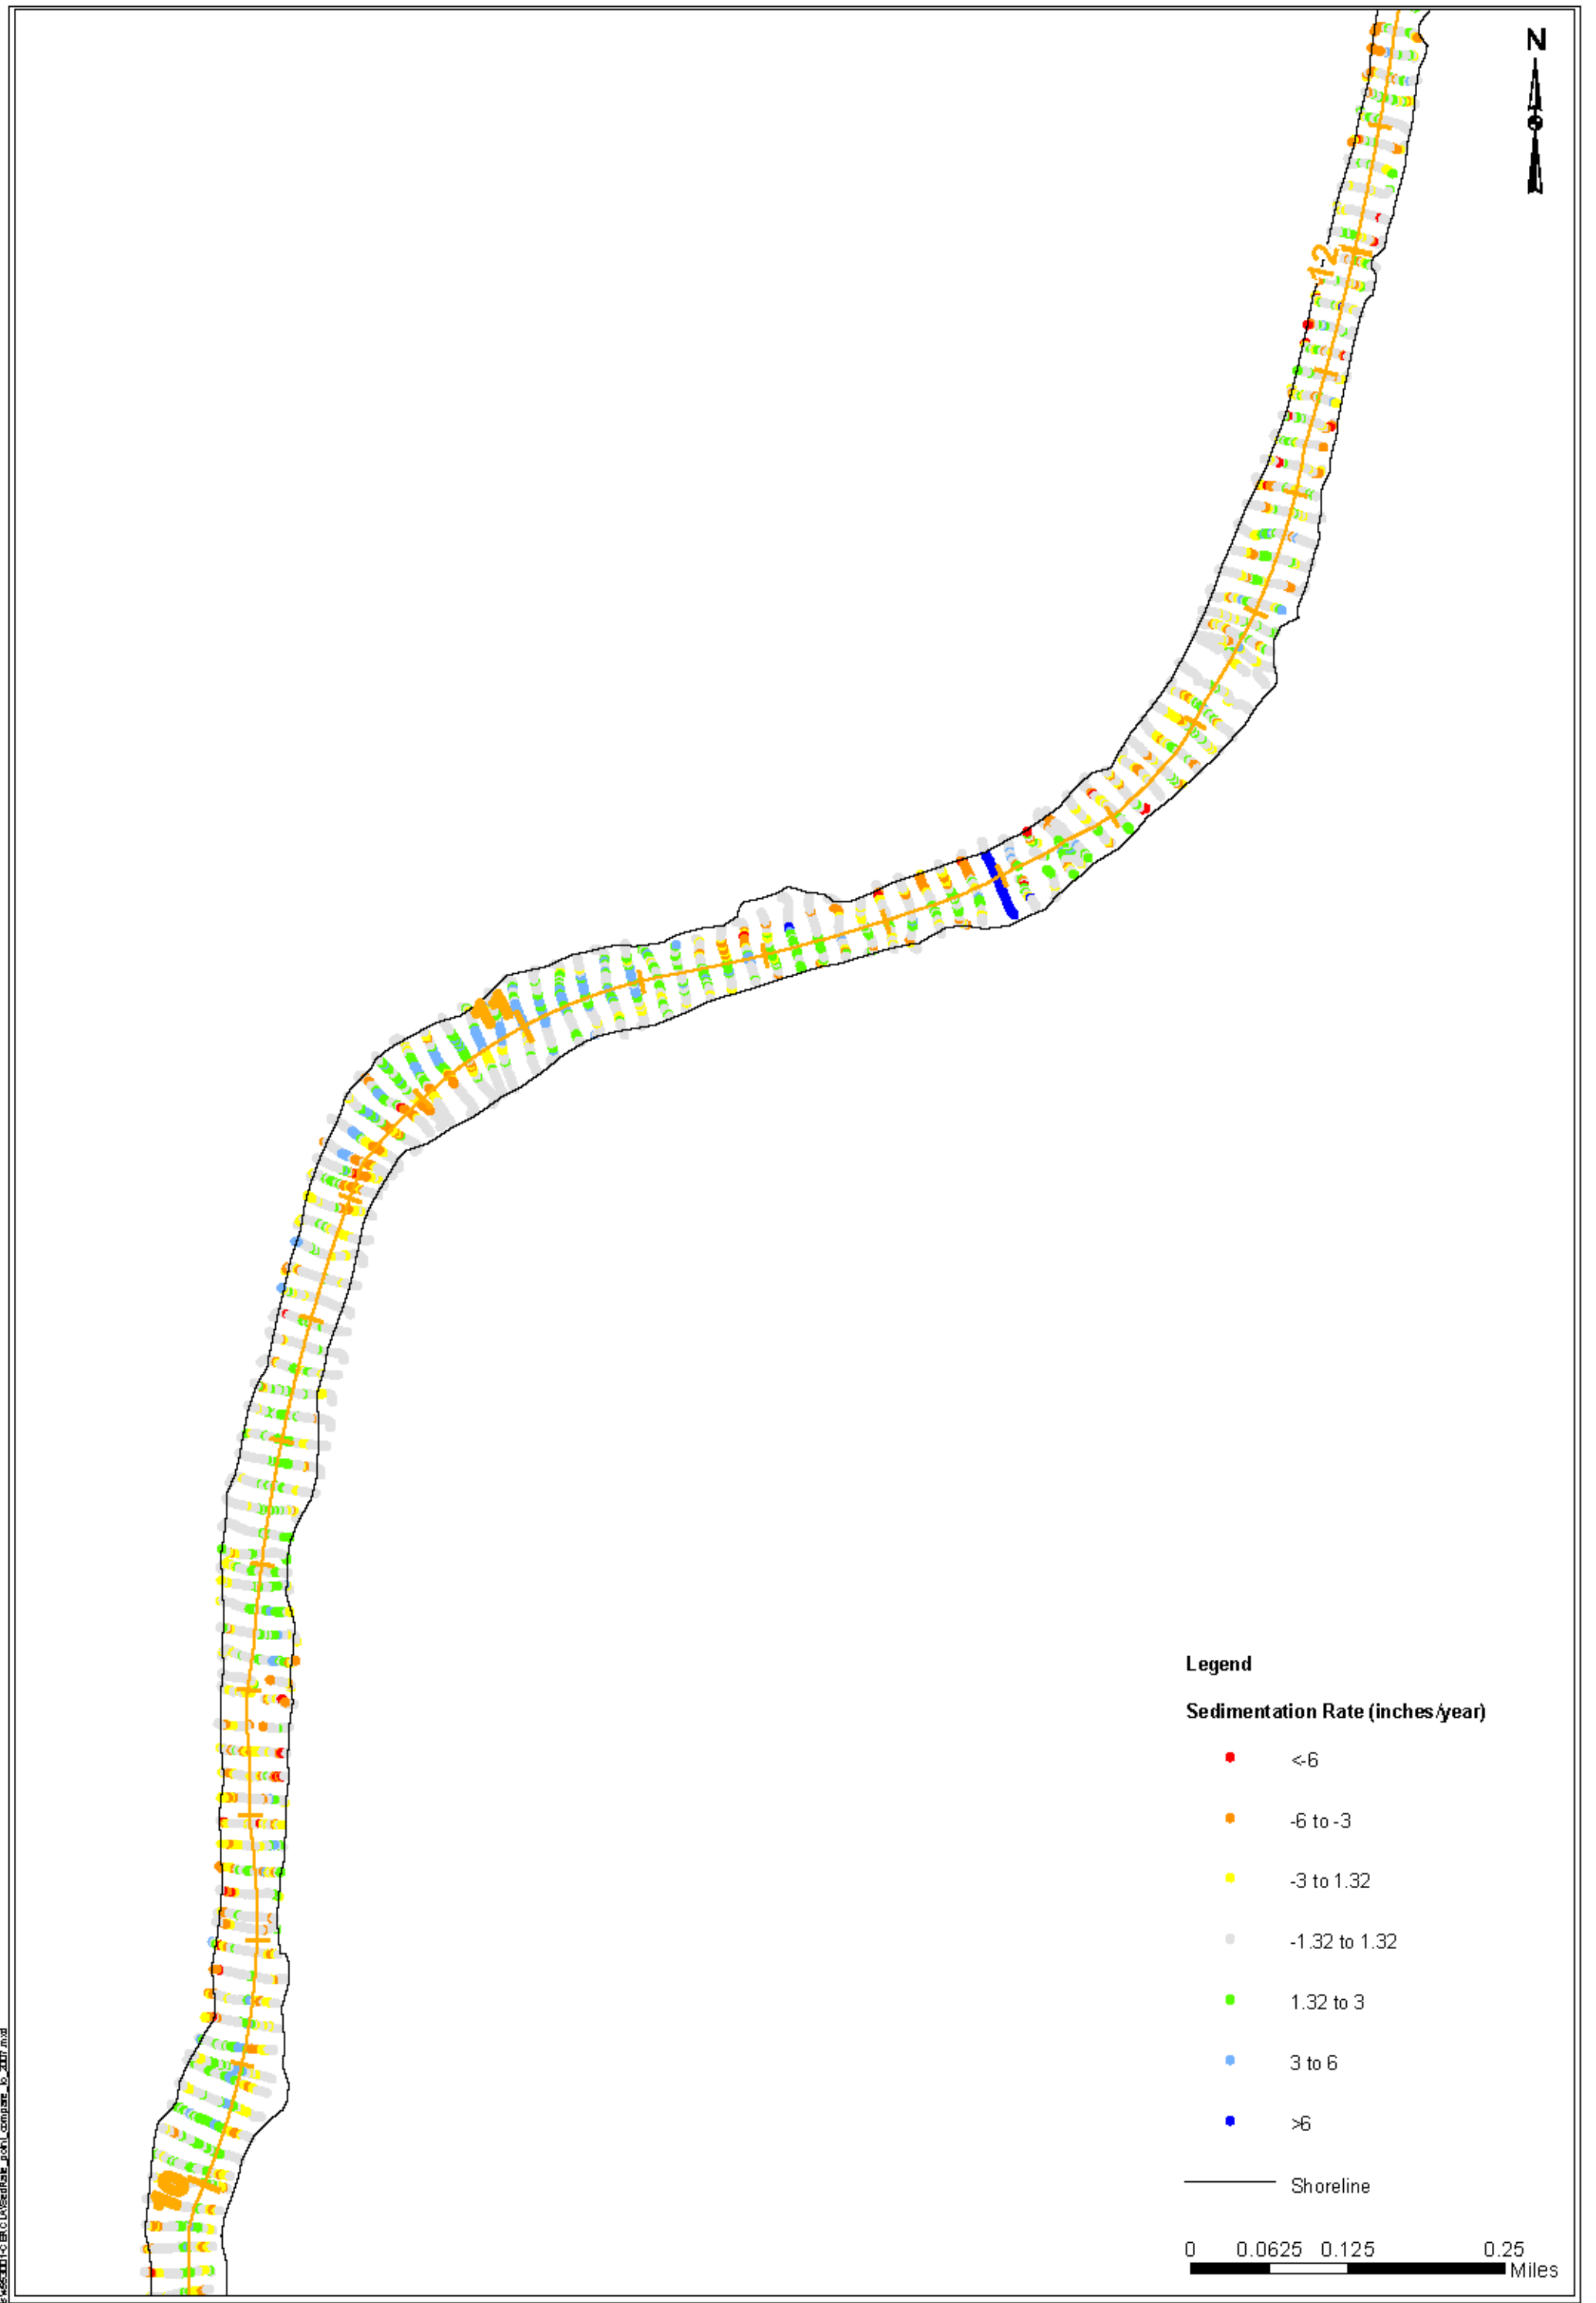 N
12
11
10
Legend
Sedimentation Rate (inches/year)
<-6
-6 to -3
-3 to 1.32
-1.32 to 1.32
1.32 to 3
3 to 6
>6
Shoreline
0 0.0625 0.125 0.25
Miles